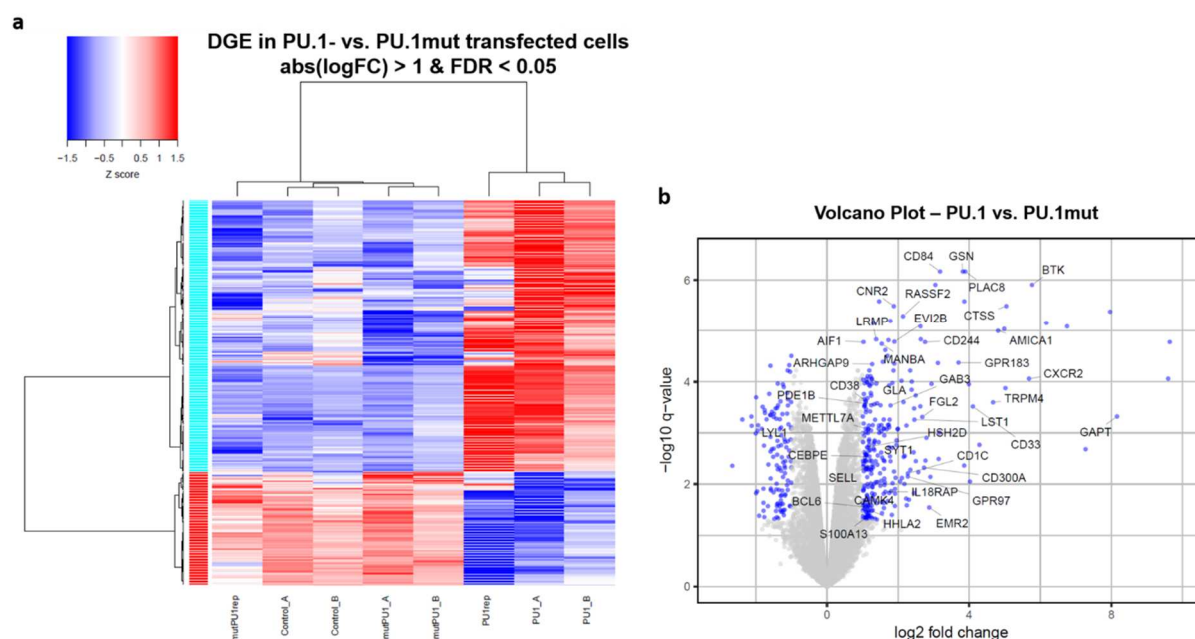 a
DGE in PU.1- vs. PU.1mut transfected cells
abs(logFC) > 1 & FDR < 0.05
−1.5 −0.5 0.5 1 1.5
Z score
mutPU1rep
Control_A
Control_B
mutPU1_A
mutPU1_B
PU1rep
PU1_A
PU1_B
b
Volcano Plot – PU.1 vs. PU.1mut
−log10 q-value
6
4
2
0
CD84
GSN
BTK
PLAC8
CNR2
RASSF2
CTSS
LRMP
EVI2B
AIF1
CD244
AMICA1
MANBA
ARHGAP9
GPR183
CXCR2
CD38
GLA
GAB3
PDE1B
TRPM4
FGL2
METTL7A
LST1
GAPT
LYL1
HSH2D
CD33
SYT1
CEBPE
CD1C
SELL
CD300A
IL18RAP
BCL6
CAMK4
GPR97
HHLA2
EMR2
S100A13
0 4 8
log2 fold change